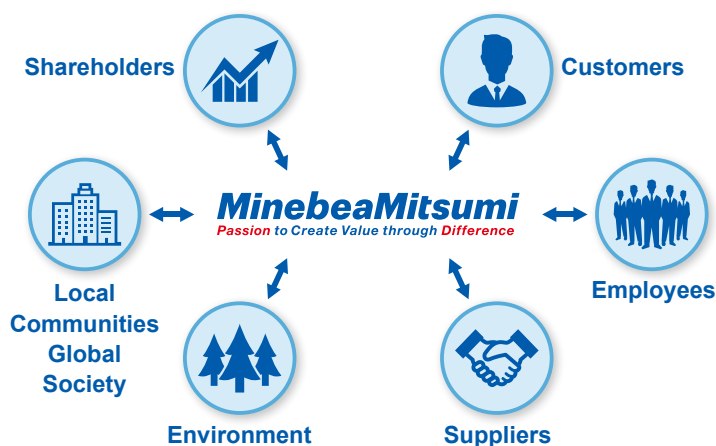 Shareholders
Customers
MinebeaMitsumi
Passion to Create Value through Difference
Local
Communities
Global
Society
Employees
Environment
Suppliers